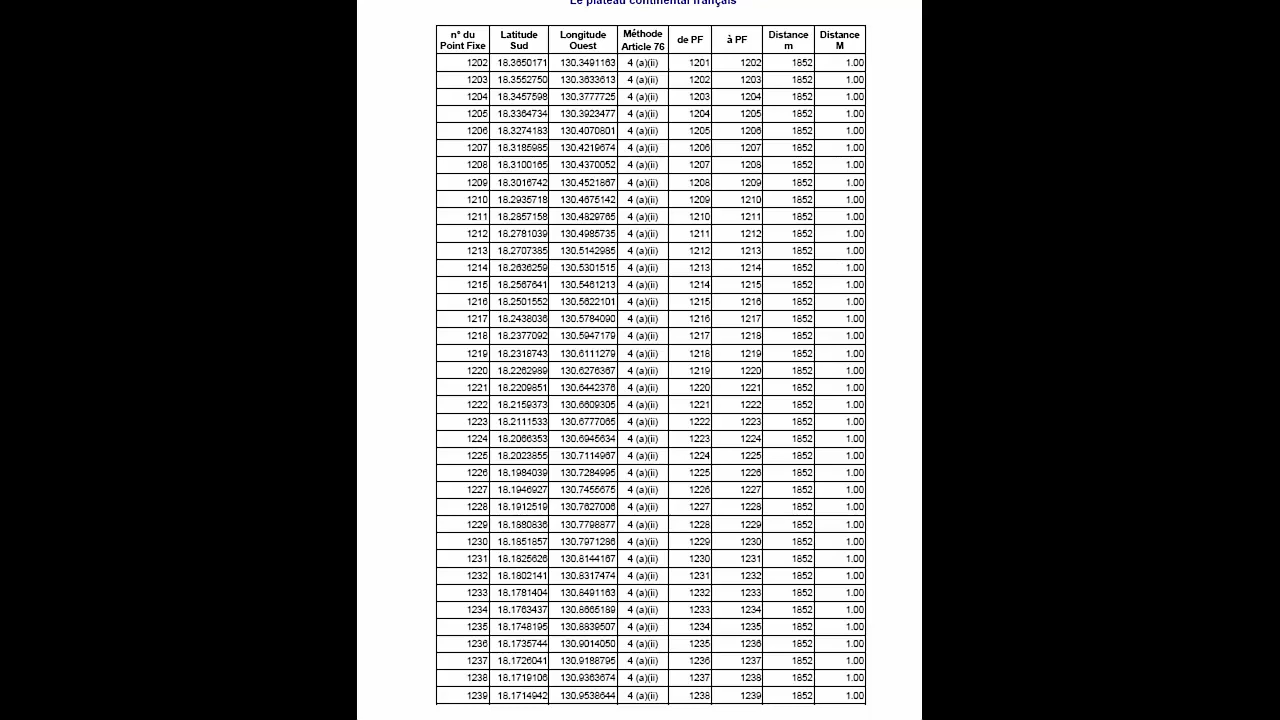 Le plateau continental français
n° du Point Fixe Latitude Sud Longitude Ouest Méthode Article 76 de PF à PF Distance m Distance M
1202 18.3650171 130.3491163 4 (a)(ii) 1201 1202 1852 1.00
1203 18.3552750 130.3633613 4 (a)(ii) 1202 1203 1852 1.00
1204 18.3457598 130.3777725 4 (a)(ii) 1203 1204 1852 1.00
1205 18.3364734 130.3923477 4 (a)(ii) 1204 1205 1852 1.00
1206 18.3274183 130.4070801 4 (a)(ii) 1205 1206 1852 1.00
1207 18.3185985 130.4219674 4 (a)(ii) 1206 1207 1852 1.00
1208 18.3100165 130.4370052 4 (a)(ii) 1207 1208 1852 1.00
1209 18.3016742 130.4521867 4 (a)(ii) 1208 1209 1852 1.00
1210 18.2935718 130.4675142 4 (a)(ii) 1209 1210 1852 1.00
1211 18.2857158 130.4829765 4 (a)(ii) 1210 1211 1852 1.00
1212 18.2781039 130.4985735 4 (a)(ii) 1211 1212 1852 1.00
1213 18.2707385 130.5142985 4 (a)(ii) 1212 1213 1852 1.00
1214 18.2636259 130.5301515 4 (a)(ii) 1213 1214 1852 1.00
1215 18.2567641 130.5461213 4 (a)(ii) 1214 1215 1852 1.00
1216 18.2501552 130.5622101 4 (a)(ii) 1215 1216 1852 1.00
1217 18.2438036 130.5784090 4 (a)(ii) 1216 1217 1852 1.00
1218 18.2377092 130.5947179 4 (a)(ii) 1217 1218 1852 1.00
1219 18.2318743 130.6111279 4 (a)(ii) 1218 1219 1852 1.00
1220 18.2262989 130.6276367 4 (a)(ii) 1219 1220 1852 1.00
1221 18.2209851 130.6442376 4 (a)(ii) 1220 1221 1852 1.00
1222 18.2159373 130.6609305 4 (a)(ii) 1221 1222 1852 1.00
1223 18.2111533 130.6777065 4 (a)(ii) 1222 1223 1852 1.00
1224 18.2066353 130.6945634 4 (a)(ii) 1223 1224 1852 1.00
1225 18.2023855 130.7114967 4 (a)(ii) 1224 1225 1852 1.00
1226 18.1984039 130.7284995 4 (a)(ii) 1225 1226 1852 1.00
1227 18.1946927 130.7455675 4 (a)(ii) 1226 1227 1852 1.00
1228 18.1912519 130.7627006 4 (a)(ii) 1227 1228 1852 1.00
1229 18.1880836 130.7798877 4 (a)(ii) 1228 1229 1852 1.00
1230 18.1851857 130.7971286 4 (a)(ii) 1229 1230 1852 1.00
1231 18.1825626 130.8144167 4 (a)(ii) 1230 1231 1852 1.00
1232 18.1802141 130.8317474 4 (a)(ii) 1231 1232 1852 1.00
1233 18.1781404 130.8491163 4 (a)(ii) 1232 1233 1852 1.00
1234 18.1763437 130.8665189 4 (a)(ii) 1233 1234 1852 1.00
1235 18.1748195 130.8839507 4 (a)(ii) 1234 1235 1852 1.00
1236 18.1735744 130.9014050 4 (a)(ii) 1235 1236 1852 1.00
1237 18.1726041 130.9188795 4 (a)(ii) 1236 1237 1852 1.00
1238 18.1719106 130.9363674 4 (a)(ii) 1237 1238 1852 1.00
1239 18.1714942 130.9538644 4 (a)(ii) 1238 1239 1852 1.00